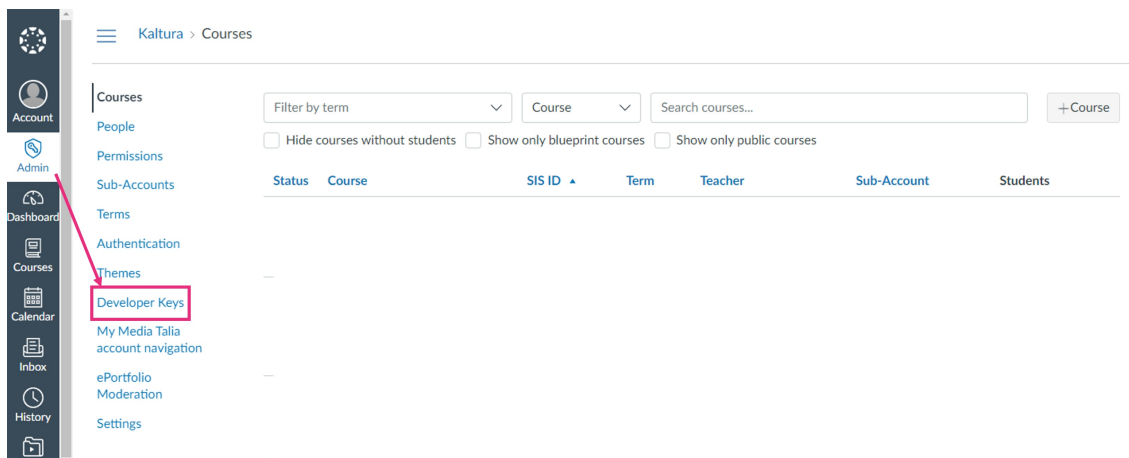 Kaltura > Courses
Account
Admin
Dashboard
Courses
Calendar
Inbox
History
Courses
People
Permissions
Sub-Accounts
Terms
Authentication
Themes
Developer Keys
My Media Talia
account navigation
ePortfolio
Moderation
Settings
Filter by term
Course
Search courses...
+Course
Hide courses without students
Show only blueprint courses
Show only public courses
Status Course SIS ID ▲ Term Teacher Sub-Account Students